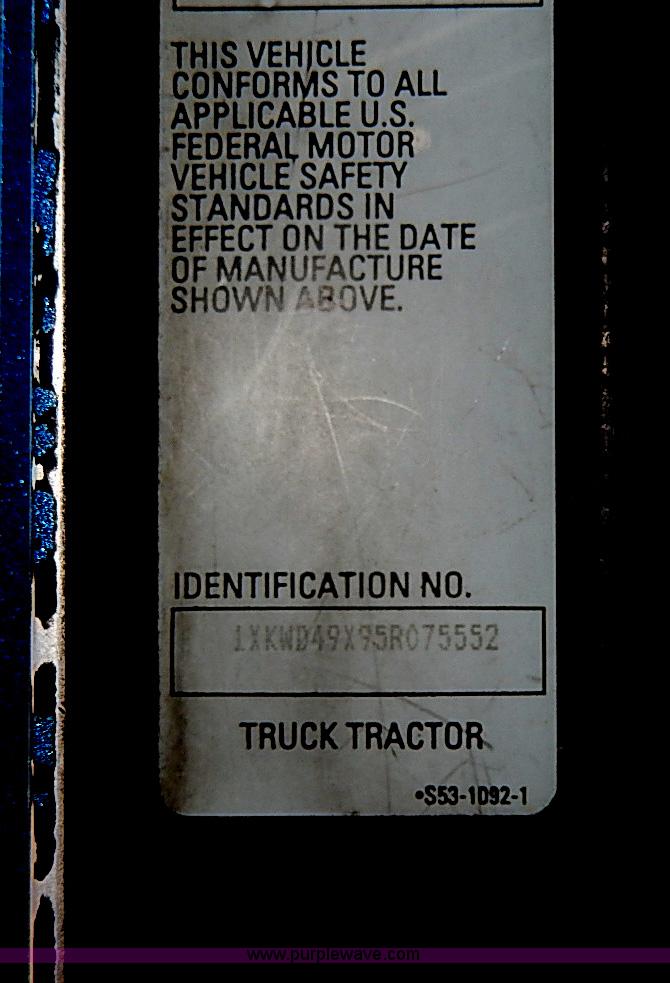 THIS VEHICLE
CONFORMS TO ALL
APPLICABLE U.S.
FEDERAL MOTOR
VEHICLE SAFETY
STANDARDS IN
EFFECT ON THE DATE
OF MANUFACTURE
SHOWN ABOVE.
IDENTIFICATION NO.
1XKWD49X95R075552
TRUCK TRACTOR
•S53-1092-1
www.purplewave.com